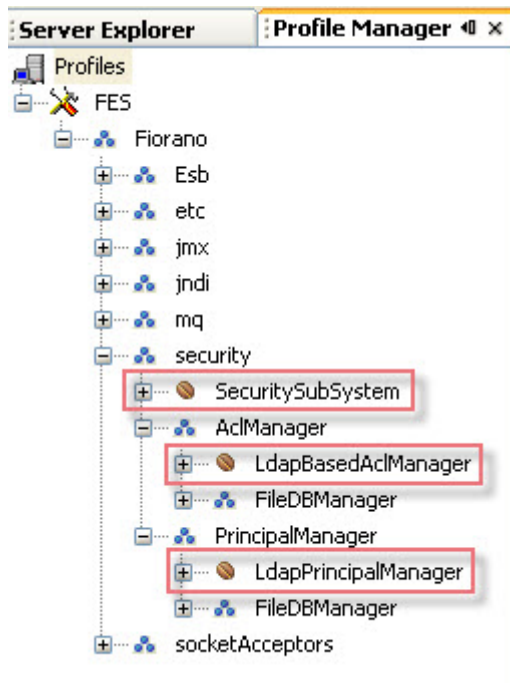 Server Explorer Profile Manager
Profiles
FES
Fiorano
Esb
etc
jmx
jndi
mq
security
SecuritySubSystem
AclManager
LdapBasedAclManager
FileDBManager
PrincipalManager
LdapPrincipalManager
FileDBManager
socketAcceptors